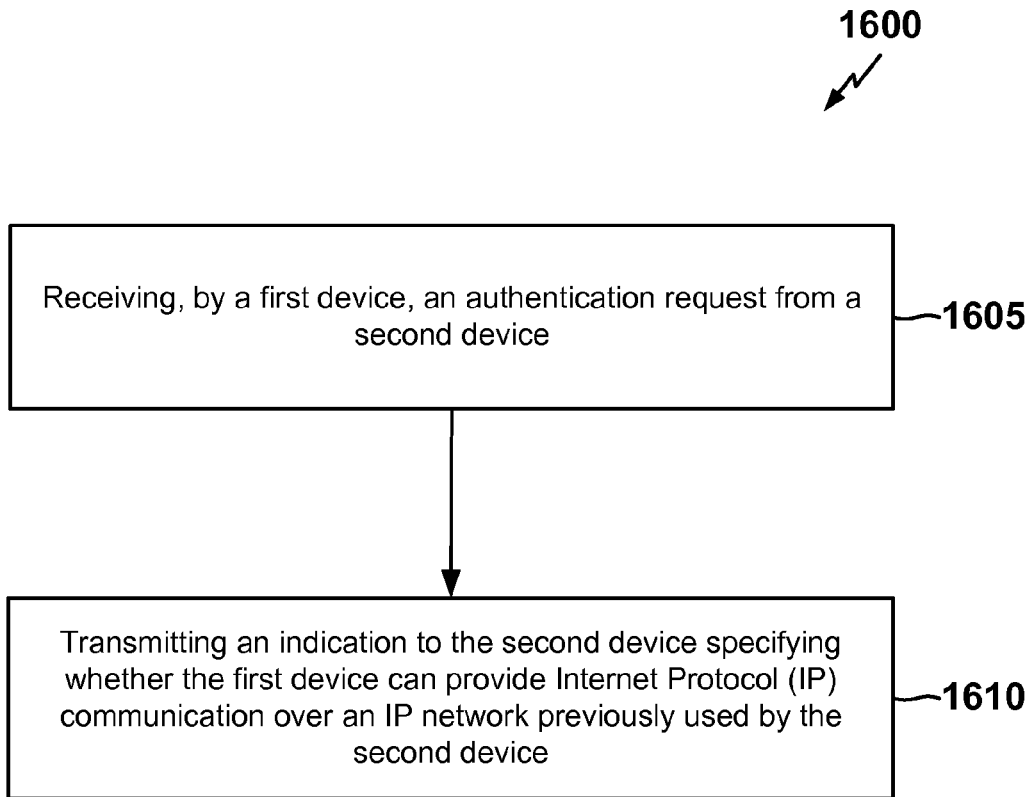 1600
Receiving, by a first device, an authentication request from a
second device
1605
Transmitting an indication to the second device specifying
whether the first device can provide Internet Protocol (IP)
communication over an IP network previously used by the
second device
1610